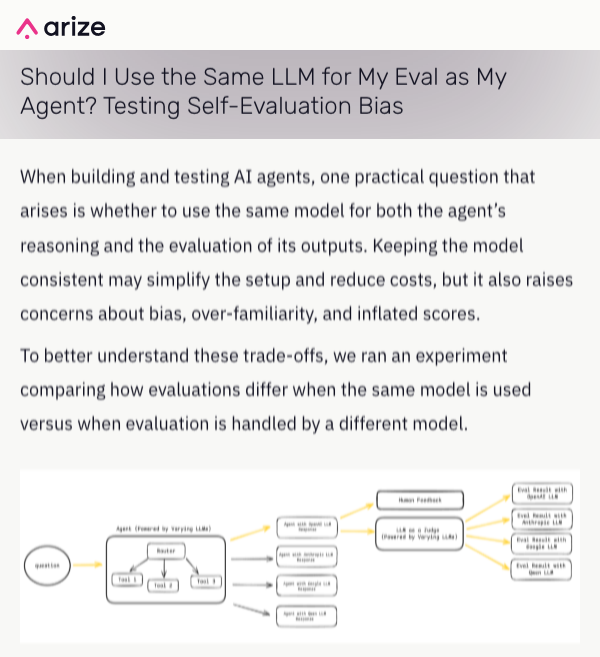 arize
Should I Use the Same LLM for My Eval as My
Agent? Testing Self-Evaluation Bias
When building and testing AI agents, one practical question that
arises is whether to use the same model for both the agent’s
reasoning and the evaluation of its outputs. Keeping the model
consistent may simplify the setup and reduce costs, but it also raises
concerns about bias, over-familiarity, and inflated scores.
To better understand these trade-offs, we ran an experiment
comparing how evaluations differ when the same model is used
versus when evaluation is handled by a different model.
Question
Agent (Powered by Varying LLMs)
Router
Tool 1
Tool 2
Tool 3
Agent with OpenAI LLM
Response
Agent with Anthropic LLM
Response
Agent with Google LLM
Response
Agent with Qwen LLM
Response
Human Feedback
LLM as a Judge
(Powered by Varying LLMs)
Eval Result with
OpenAI LLM
Eval Result with
Anthropic LLM
Eval Result with
Google LLM
Eval Result with
Qwen LLM